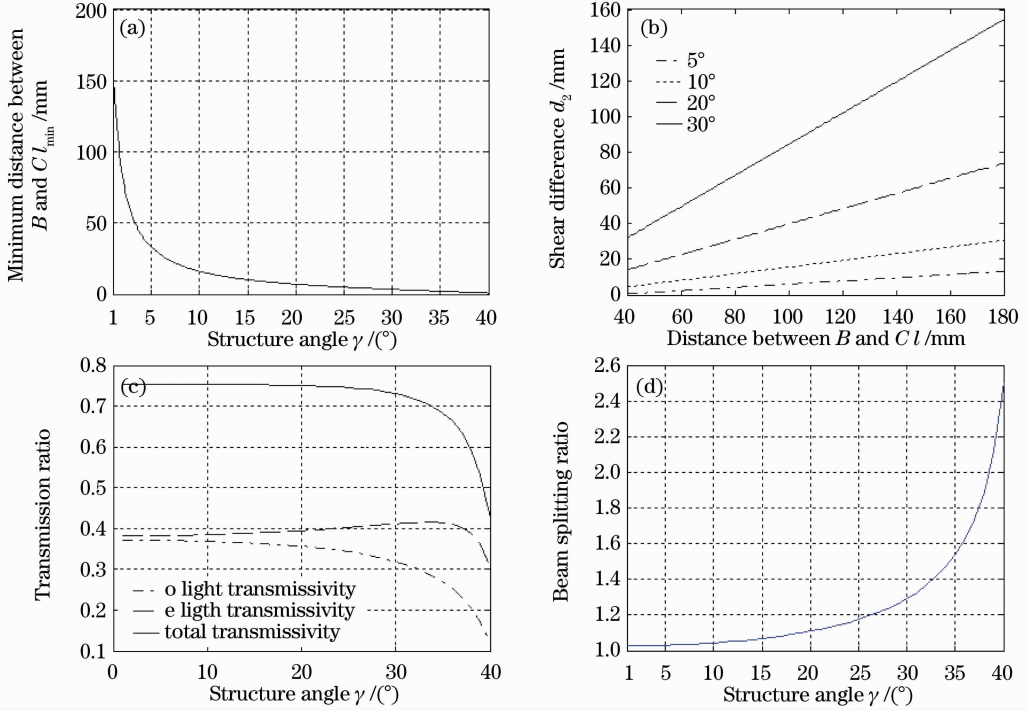 (a)
200
150
100
50
0
1 5 10 15 20 25 30 35 40
Structure angle γ /(°)
Minimum distance between
B and C l_min /mm
(b)
160
140
120
100
80
60
40
20
0
5°
10°
20°
30°
40 60 80 100 120 140 160 180
Distance between B and C l /mm
Shear difference d_2 /mm
(c)
0.8
0.7
0.6
0.5
0.4
0.3
0.2
0.1
o light transmissivity
e ligth transmissivity
total transmissivity
0 10 20 30 40
Structure angle γ /(°)
Transmission ratio
(d)
2.6
2.4
2.2
2.0
1.8
1.6
1.4
1.2
1.0
1 5 10 15 20 25 30 35 40
Structure angle γ /(°)
Beam splitting ratio